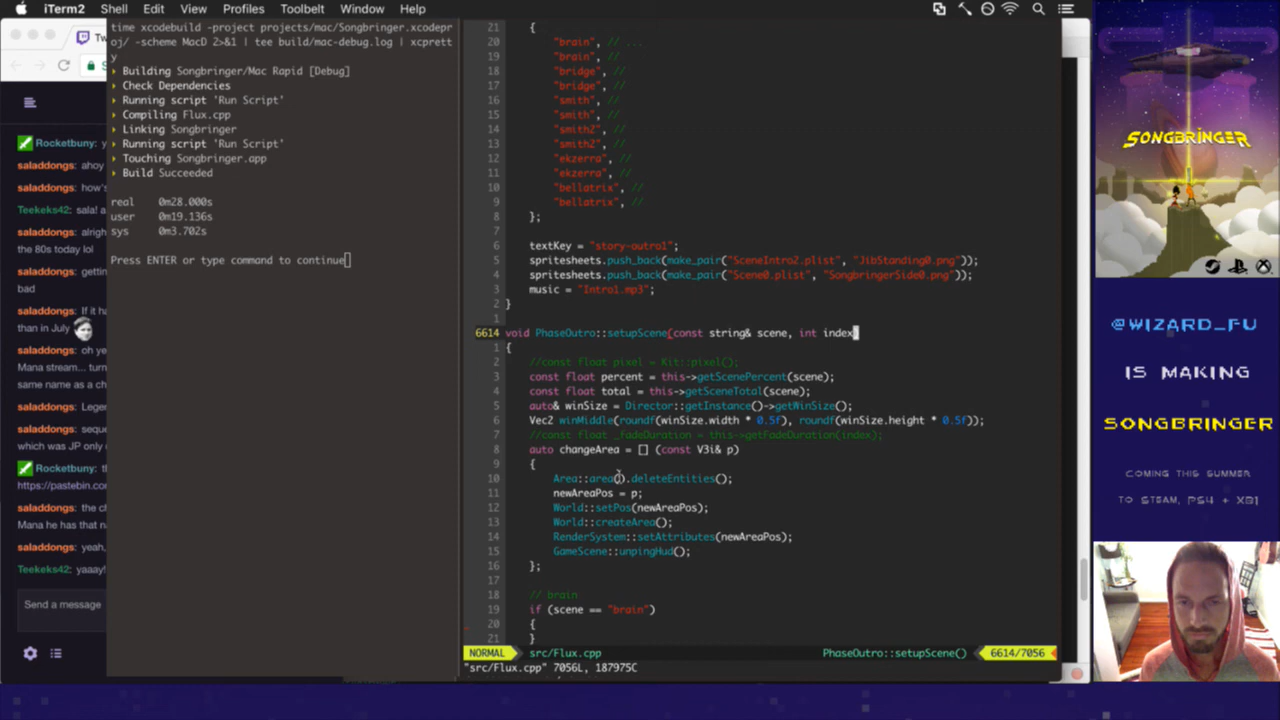 iTerm2 Shell Edit View Profiles Toolbelt Window Help
Tw
S
Rocketbuny: y
saladdongs: ahoy
saladdongs: how's
Teekeks42: sala! a
saladdongs: alrigh
the 80s today lol
saladdongs: gettin
bad
saladdongs: If it ha
than in July
saladdongs: oh ye
Mana stream... turn
same name as a ch
saladdongs: Leger
saladdongs: seque
which was JP only
Rocketbuny: th
https://pastebin.com
saladdongs: the c
Mana he has that n
saladdongs: yeah,
Teekeks42: yaaay!
Send a message
time xcodebuild -project projects/mac/Songbringer.xcodepr
oj/ -scheme MacD 2>&1 | tee build/mac-debug.log | xcprett
y
Building Songbringer/Mac Rapid [Debug]
Check Dependencies
Running script 'Run Script'
Compiling Flux.cpp
Linking Songbringer
Running script 'Run Script'
Touching Songbringer.app
Build Succeeded
real 0m28.000s
user 0m19.136s
sys 0m3.702s
Press ENTER or type command to continue
21 {
20 "brain", // ...
19 "brain", //
18 "bridge", //
17 "bridge", //
16 "smith", //
15 "smith", //
14 "smith2", //
13 "smith2", //
12 "ekzerra", //
11 "ekzerra", //
10 "bellatrix", //
9 "bellatrix", //
8 };
7
6 textKey = "story-outro1";
5 spritesheets.push_back(make_pair("SceneIntro2.plist", "JibStanding0.png"));
4 spritesheets.push_back(make_pair("Scene0.plist", "SongbringerSide0.png"));
3 music = "Intro1.mp3";
2 }
1
6614 void PhaseOutro::setupScene(const string& scene, int index)
1 {
2 //const float pixel = Kit::pixel();
3 const float percent = this->getScenePercent(scene);
4 const float total = this->getSceneTotal(scene);
5 auto& winSize = Director::getInstance()->getWinSize();
6 Vec2 winMiddle(roundf(winSize.width * 0.5f), roundf(winSize.height * 0.5f));
7 //const float _fadeDuration = this->getFadeDuration(index);
8 auto changeArea = [] (const V3i& p)
9 {
10 Area::area().deleteEntities();
11 newAreaPos = p;
12 World::setPos(newAreaPos);
13 World::createArea();
14 RenderSystem::setAttributes(newAreaPos);
15 GameScene::unpingHud();
16 };
17
18 // brain
19 if (scene == "brain")
20 {
21 }
NORMAL src/Flux.cpp PhaseOutro::setupScene() 6614/7056
"src/Flux.cpp" 7056L, 187975C
SONGBRINGER
@WIZARD_FU
IS MAKING
SONGBRINGER
COMING THIS SUMMER
TO STEAM, PS4 + XB1